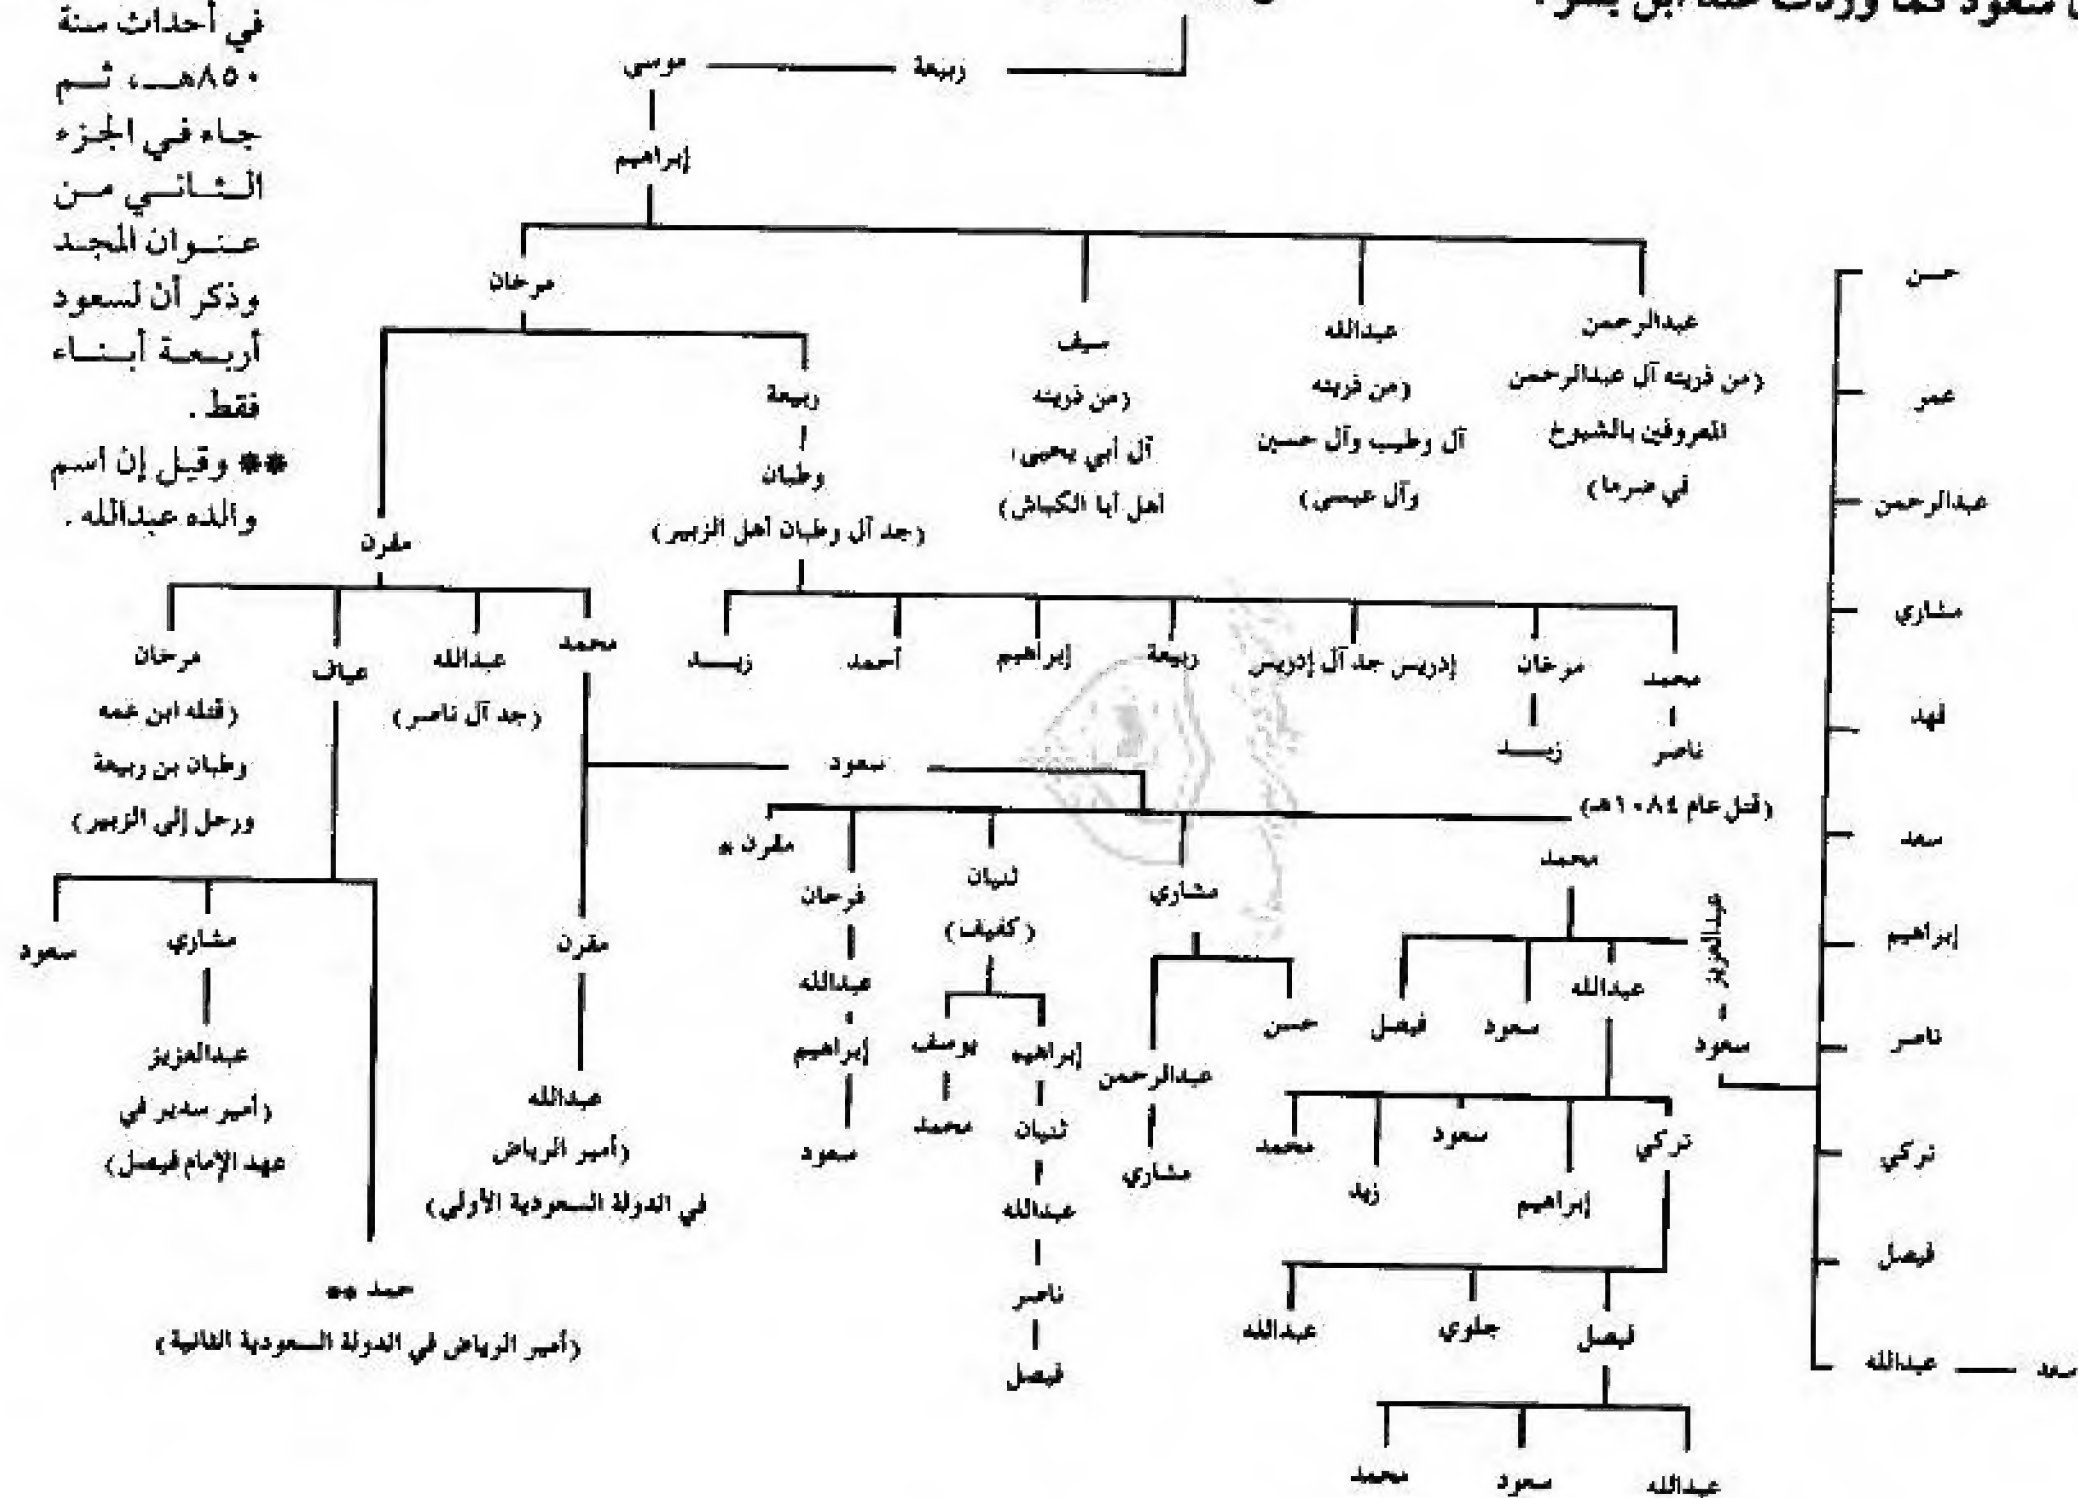 سعود كما وردت عند ابن بشر .
في أحداث سنة
٨٥٠هـ، ثم
جاء في الجزء
الثاني من
عنوان المجد
وذكر أن لسعود
أربعة أبناء
فقط .
** وقيل إن اسم
والده عبدالله .
ربيعة
موسى
إبراهيم
مرخان
سيف
(من ذريته
آل أبي يحيى،
أهل أبا الكباش)
عبدالله
(من ذريته
آل وطيب وآل حسين
وآل عيسى)
عبدالرحمن
(من ذريته آل عبدالرحمن
المعروفين بالشيوخ
في ضرما)
ربيعة
وطبان
(جد آل وطبان أهل الزبير)
مقرن
محمد
عبدالله
(جد آل ناصر)
عياف
مرخان
(قتله ابن عمه
وطبان بن ربيعة
ورحل إلى الزبير)
محمد
ناصر
(قتل عام ١٠٨٤هـ)
مرخان
زيــد
إدريس جد آل إدريس
ربيعة
إبراهيم
أحمد
زيــد
سعود
محمد
مشاري
ثنيان
(كفيف)
فرحان
مقرن *
مشاري
سعود
عبدالعزيز
(أمير سدير في
عهد الإمام فيصل)
حمد **
(أمير الرياض في الدولة السعودية الثانية)
مقرن
عبدالله
(أمير الرياض
في الدولة السعودية الأولى)
عبدالله
إبراهيم
سعود
إبراهيم
يوسف
محمد
ثنيان
عبدالله
ناصر
فيصل
حسن
عبدالرحمن
مشاري
عبدالعزيز
عبدالله
سعود
فيصل
سعود
تركي
إبراهيم
سعود
زيد
محمد
فيصل
جلوي
عبدالله
عبدالله
سعود
محمد
حسن
عمر
عبدالرحمن
مشاري
فهد
سعد
إبراهيم
ناصر
تركي
فيصل
عبدالله
سعد